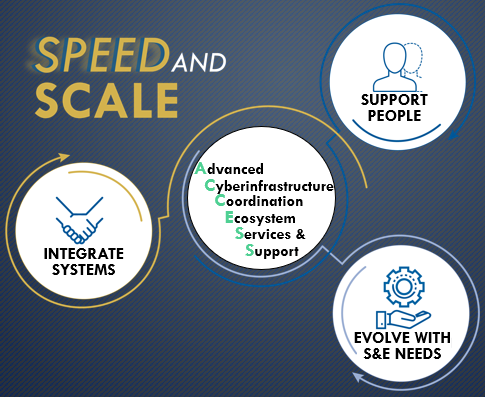 SPEED AND
SCALE
SUPPORT
PEOPLE
Advanced
Cyberinfrastructure
Coordination
Ecosystem
Services &
Support
INTEGRATE
SYSTEMS
EVOLVE WITH
S&E NEEDS